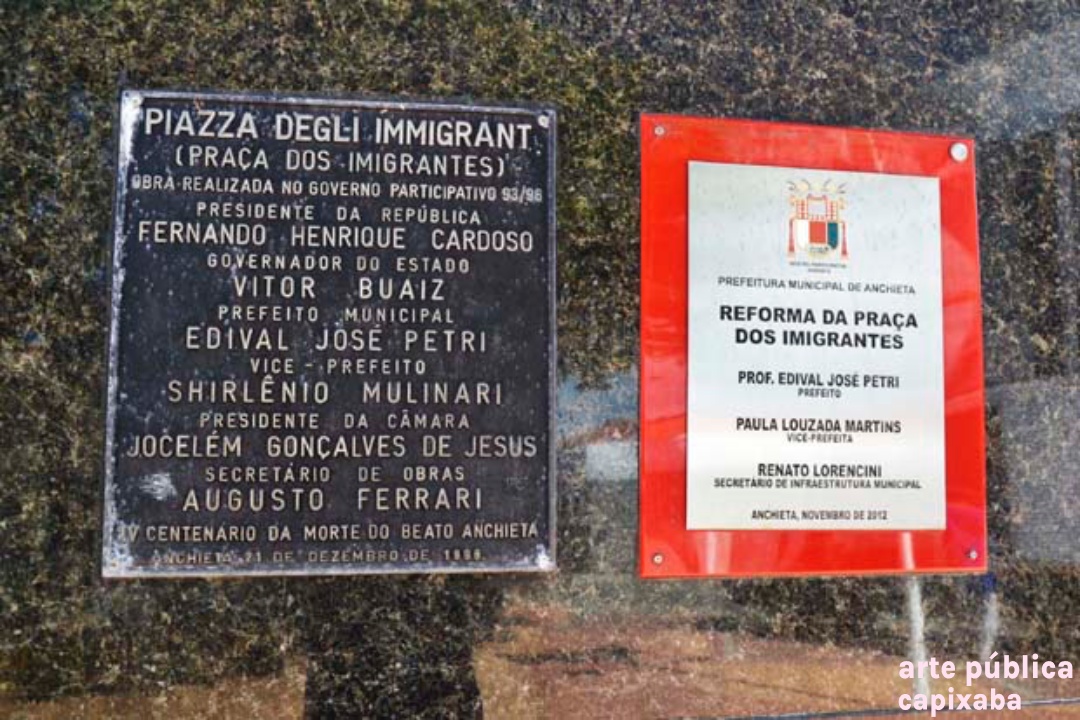 PIAZZA DEGLI IMMIGRANT
(PRAÇA DOS IMIGRANTES)
OBRA REALIZADA NO GOVERNO PARTICIPATIVO 93/96
PRESIDENTE DA REPÚBLICA
FERNANDO HENRIQUE CARDOSO
GOVERNADOR DO ESTADO
VITOR BUAIZ
PREFEITO MUNICIPAL
EDIVAL JOSÉ PETRI
VICE - PREFEITO
SHIRLÊNIO MULINARI
PRESIDENTE DA CÂMARA
JOCELÉM GONÇALVES DE JESUS
SECRETÁRIO DE OBRAS
AUGUSTO FERRARI
IV CENTENÁRIO DA MORTE DO BEATO ANCHIETA
ANCHIETA 21 DE DEZEMBRO DE
PREFEITURA MUNICIPAL DE ANCHIETA
REFORMA DA PRAÇA
DOS IMIGRANTES
PROF. EDIVAL JOSÉ PETRI
PREFEITO
PAULA LOUZADA MARTINS
VICE-PREFEITA
RENATO LORENCINI
SECRETÁRIO DE INFRAESTRUTURA MUNICIPAL
ANCHIETA, NOVEMBRO DE 2012
arte pública
capixaba